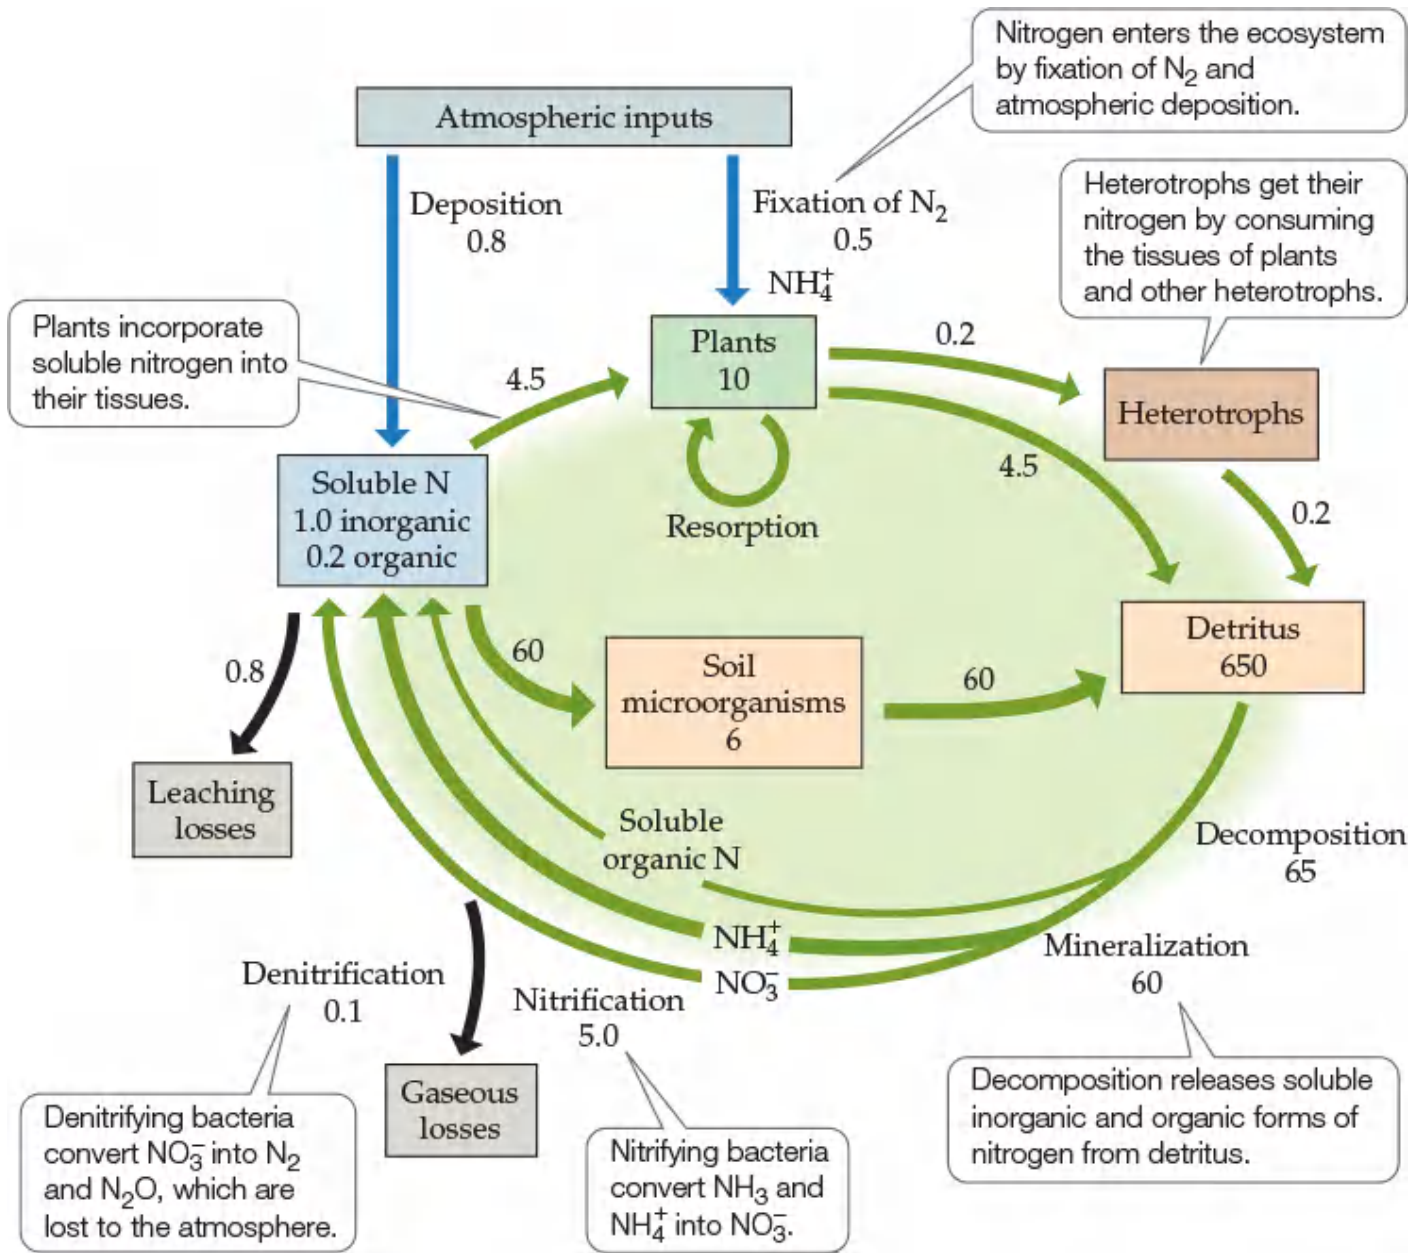 Nitrogen enters the ecosystem
by fixation of N₂ and
atmospheric deposition.
Atmospheric inputs
Deposition
0.8
Fixation of N₂
0.5
NH₄⁺
Heterotrophs get their
nitrogen by consuming
the tissues of plants
and other heterotrophs.
Plants incorporate
soluble nitrogen into
their tissues.
4.5
Plants
10
0.2
Heterotrophs
Soluble N
1.0 inorganic
0.2 organic
Resorption
4.5
0.2
0.8
60
Soil
microorganisms
6
60
Detritus
650
Leaching
losses
Soluble
organic N
Decomposition
65
NH₄⁺
NO₃⁻
Mineralization
60
Denitrification
0.1
Nitrification
5.0
Gaseous
losses
Denitrifying bacteria
convert NO₃⁻ into N₂
and N₂O, which are
lost to the atmosphere.
Nitrifying bacteria
convert NH₃ and
NH₄⁺ into NO₃⁻.
Decomposition releases soluble
inorganic and organic forms of
nitrogen from detritus.